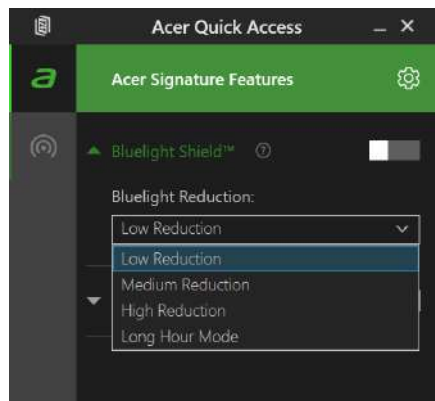 Acer Quick Access
a
Acer Signature Features
Bluelight Shield™ ?
Bluelight Reduction:
Low Reduction
Low Reduction
Medium Reduction
High Reduction
Long Hour Mode